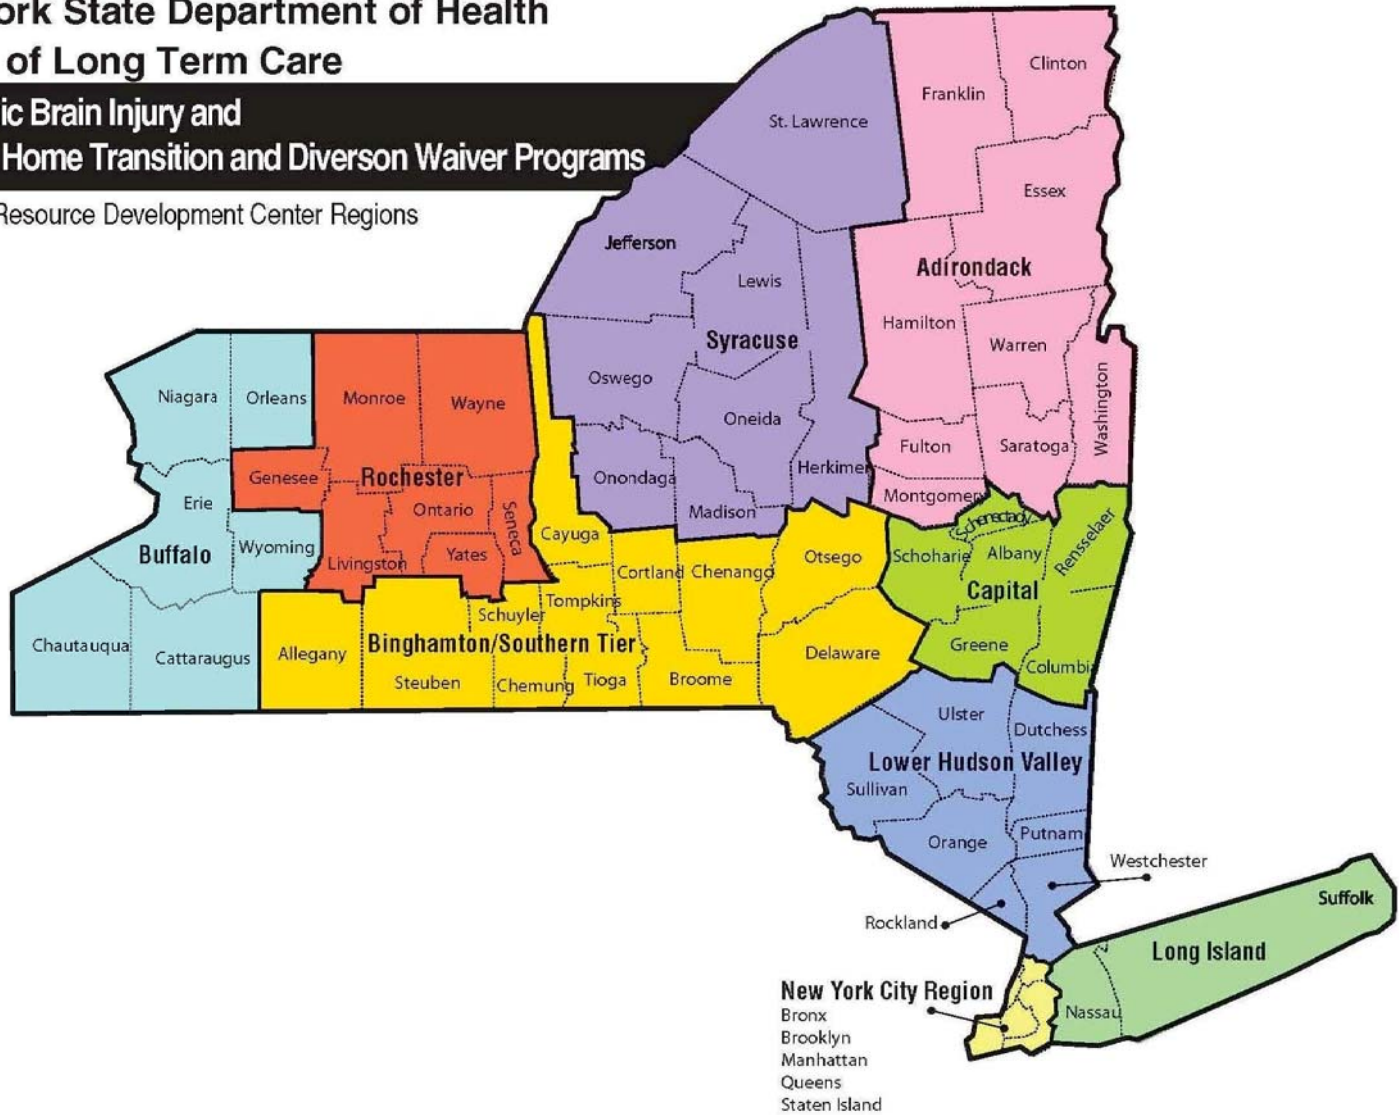 ork State Department of Health
of Long Term Care
ic Brain Injury and
Home Transition and Diverson Waiver Programs
Resource Development Center Regions
Clinton
Franklin
St. Lawrence
Essex
Jefferson
Adirondack
Lewis
Hamilton
Syracuse
Warren
Oswego
Washington
Niagara
Orleans
Monroe
Wayne
Oneida
Fulton
Saratoga
Herkimer
Genesee
Rochester
Onondaga
Montgomery
Erie
Ontario
Seneca
Madison
Schenectady
Rensselaer
Cayuga
Buffalo
Wyoming
Livingston
Yates
Otsego
Schoharie
Albany
Cortland
Chenango
Capital
Tompkins
Schuyler
Chautauqua
Cattaraugus
Allegany
Binghamton/Southern Tier
Delaware
Greene
Columbi
Steuben
Chemung
Tioga
Broome
Ulster
Dutchess
Lower Hudson Valley
Sullivan
Orange
Putnam
Westchester
Rockland
Suffolk
Long Island
New York City Region
Bronx
Brooklyn
Manhattan
Queens
Staten Island
Nassau